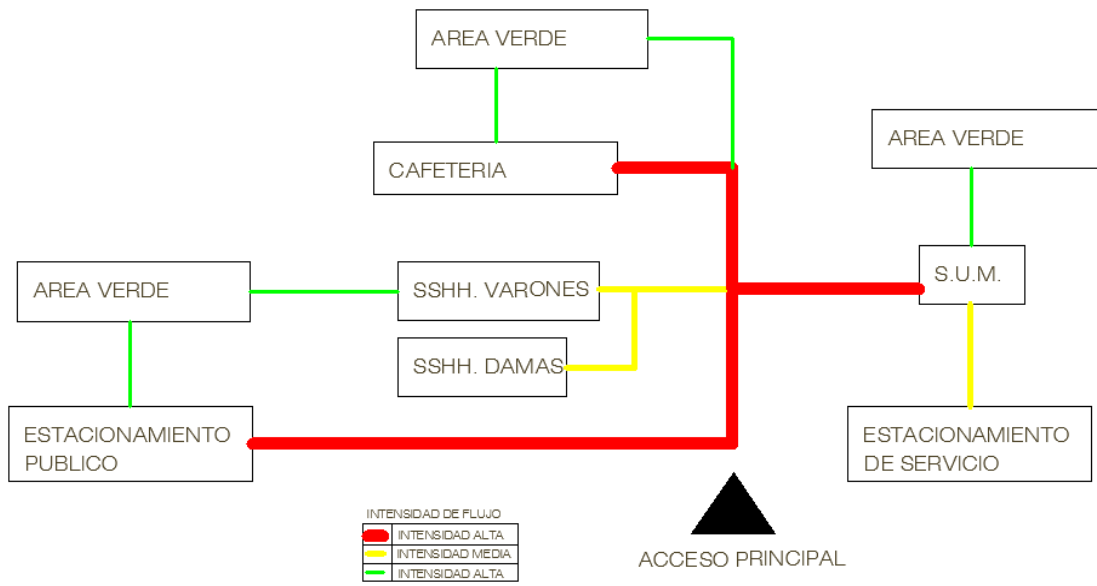 AREA VERDE
CAFETERIA
AREA VERDE
AREA VERDE
SSHH. VARONES
S.U.M.
SSHH. DAMAS
ESTACIONAMIENTO
PUBLICO
ESTACIONAMIENTO
DE SERVICIO
INTENSIDAD DE FLUJO
INTENSIDAD ALTA
INTENSIDAD MEDIA
INTENSIDAD ALTA
ACCESO PRINCIPAL